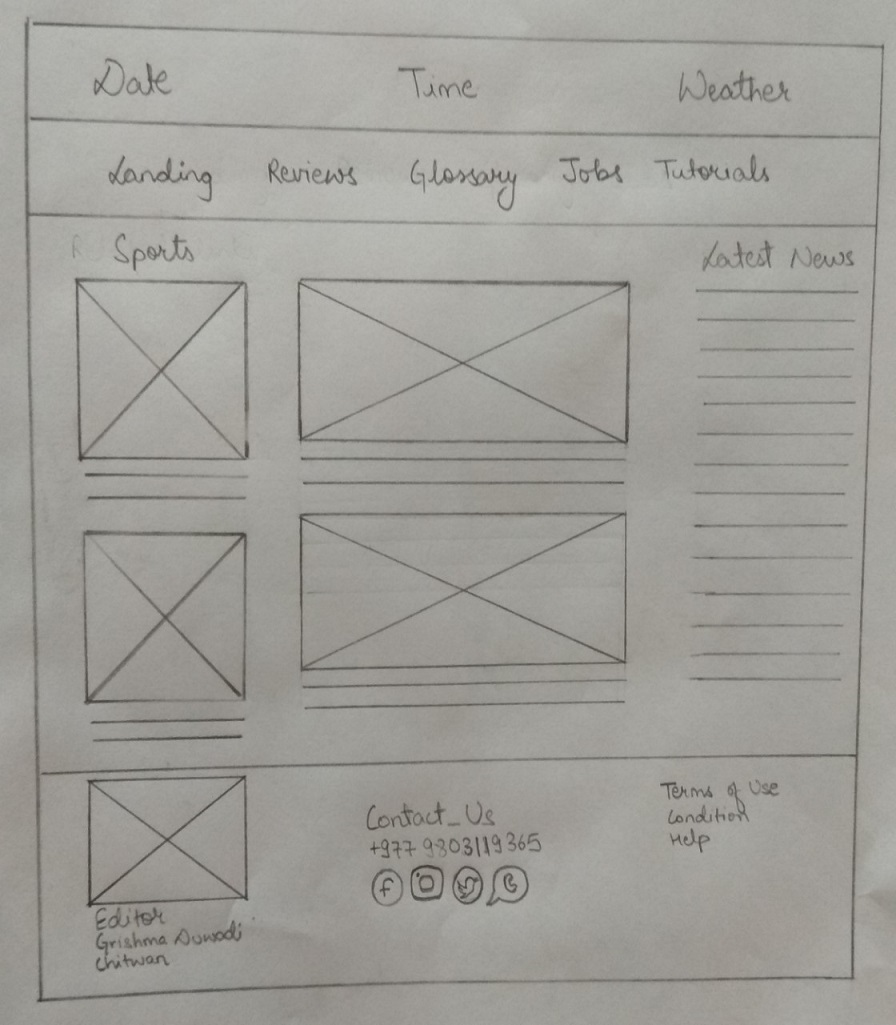 Date Time Weather
Landing Reviews Glossary Jobs Tutorials
Sports
Latest News
Editor
Grishma Duwadi
Chitwan
Contact_Us
+977 9803119365
Terms of Use
Condition
Help